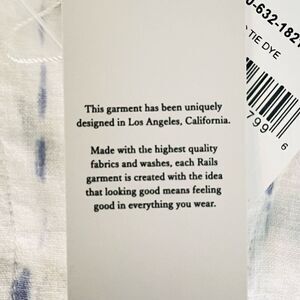 0-632-1827
TIE DYE
799
6
This garment has been uniquely
designed in Los Angeles, California.
Made with the highest quality
fabrics and washes, each Rails
garment is created with the idea
that looking good means feeling
good in everything you wear.